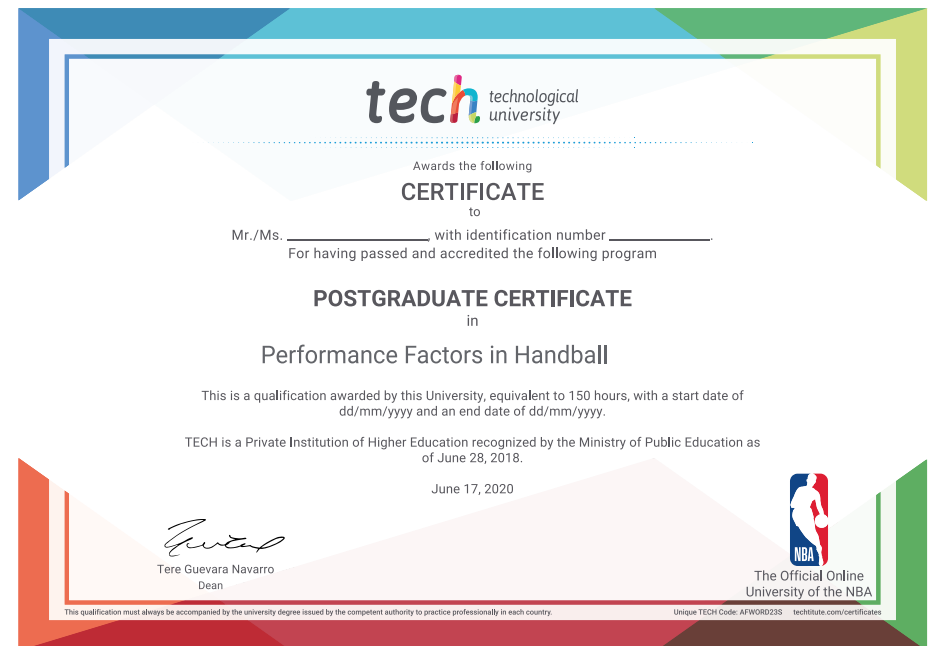 tech technological
university
Awards the following
CERTIFICATE
to
Mr./Ms. ____________________, with identification number ______________.
For having passed and accredited the following program
POSTGRADUATE CERTIFICATE
in
Performance Factors in Handball
This is a qualification awarded by this University, equivalent to 150 hours, with a start date of
dd/mm/yyyy and an end date of dd/mm/yyyy.
TECH is a Private Institution of Higher Education recognized by the Ministry of Public Education as
of June 28, 2018.
June 17, 2020
Tere Guevara Navarro
Dean
NBA
The Official Online
University of the NBA
This qualification must always be accompanied by the university degree issued by the competent authority to practice professionally in each country.
Unique TECH Code: AFWORD23S techtitute.com/certificates